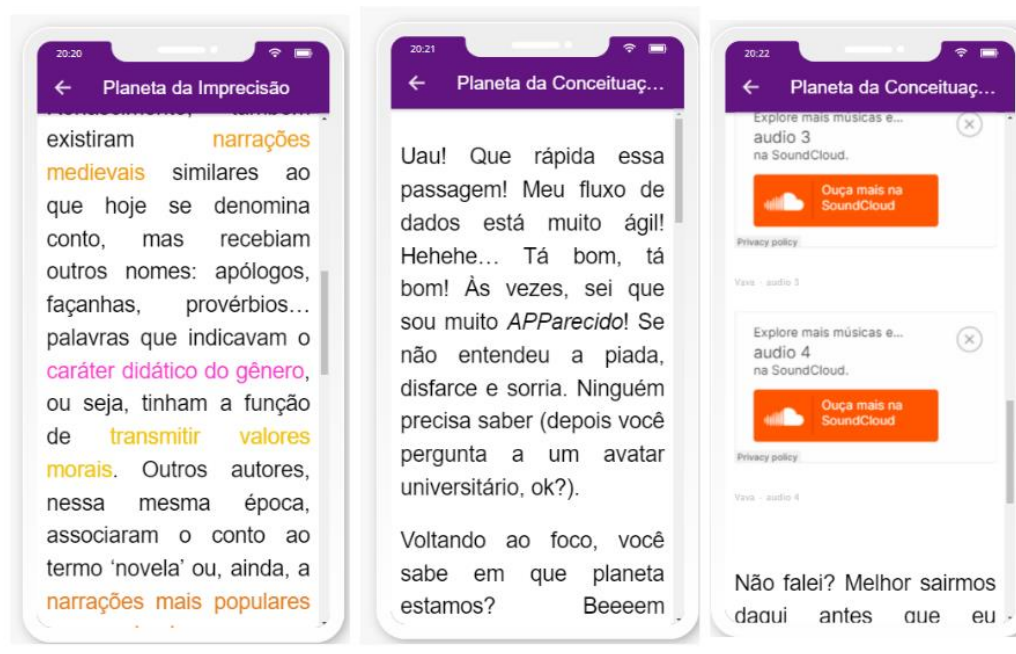 20:20
Planeta da Imprecisão
existiram narrações
medievais similares ao
que hoje se denomina
conto, mas recebiam
outros nomes: apólogos,
façanhas, provérbios…
palavras que indicavam o
caráter didático do gênero,
ou seja, tinham a função
de transmitir valores
morais. Outros autores,
nessa mesma época,
associaram o conto ao
termo 'novela' ou, ainda, a
narrações mais populares
20:21
Planeta da Conceituaç...
Uau! Que rápida essa
passagem! Meu fluxo de
dados está muito ágil!
Hehehe… Tá bom, tá
bom! Às vezes, sei que
sou muito APParecido! Se
não entendeu a piada,
disfarce e sorria. Ninguém
precisa saber (depois você
pergunta a um avatar
universitário, ok?).
Voltando ao foco, você
sabe em que planeta
estamos? Beeeem
20:22
Planeta da Conceituaç...
Explore mais músicas e...
audio 3
na SoundCloud.
Ouça mais na
SoundCloud
Privacy policy
Vava - audio 3
Explore mais músicas e...
audio 4
na SoundCloud.
Ouça mais na
SoundCloud
Privacy policy
Vava - audio 4
Não falei? Melhor sairmos
daqui antes que eu